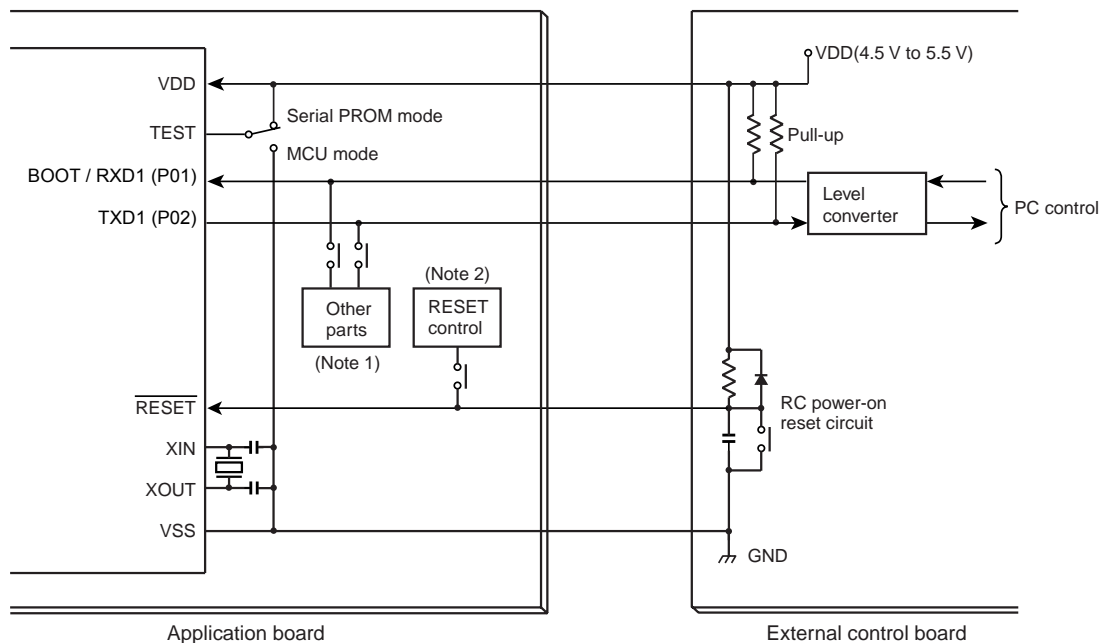 VDD(4.5 V to 5.5 V)
VDD
Serial PROM mode
TEST
Pull-up
MCU mode
BOOT / RXD1 (P01)
Level
converter
PC control
TXD1 (P02)
(Note 2)
Other
parts
RESET
control
(Note 1)
RESET
RC power-on
reset circuit
XIN
XOUT
VSS
GND
Application board
External control board